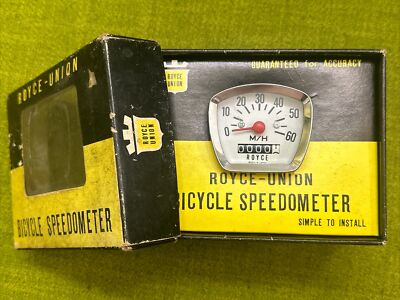 ROYCE-UNION
ROYCE
UNION
BICYCLE SPEEDOMETER
GUARANTEED for ACCURACY
ROYCE
UNION
0 10 20 30 40 50 60
M/H
0000
ROYCE
ROYCE-UNION
BICYCLE SPEEDOMETER
SIMPLE TO INSTALL